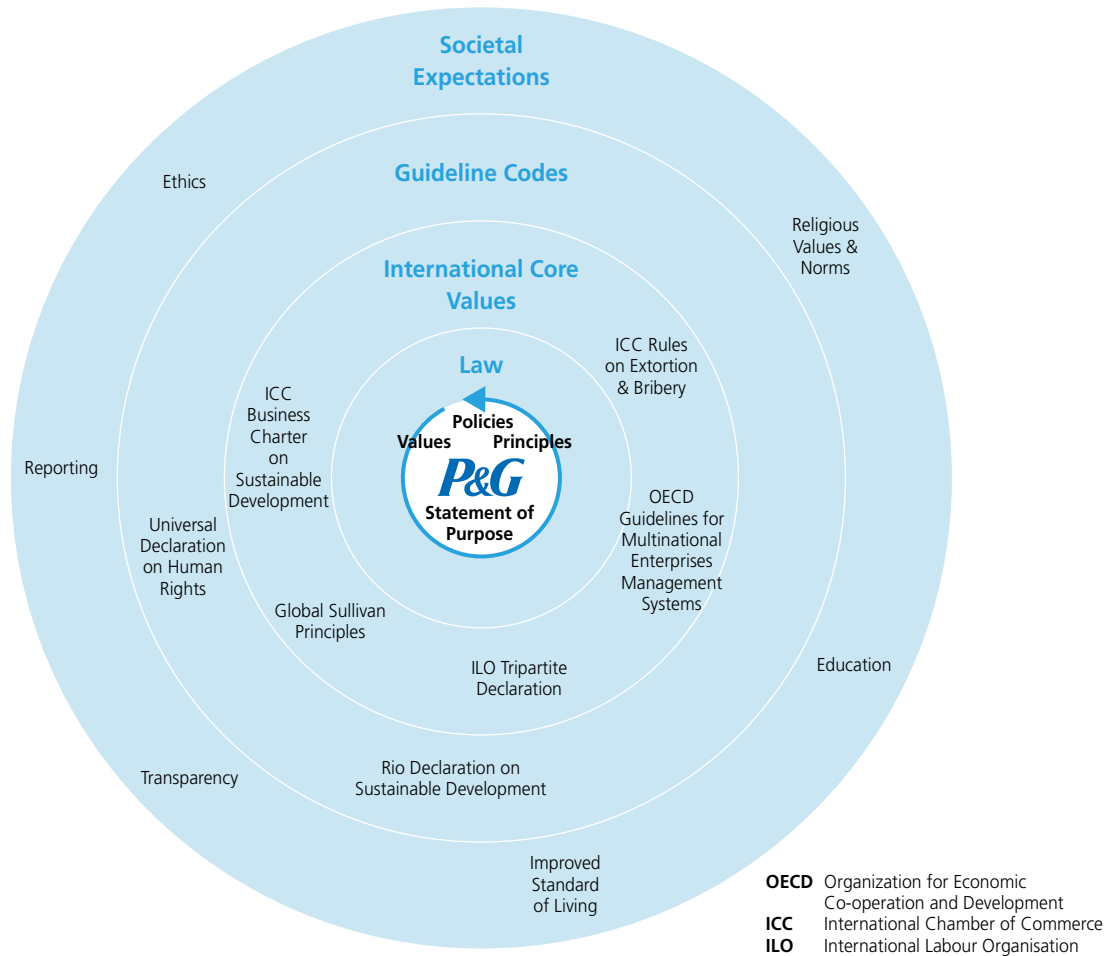 Societal
Expectations
Guideline Codes
Ethics
Religious
Values &
Norms
International Core
Values
ICC Rules
on Extortion
& Bribery
Law
ICC
Business
Charter
on
Sustainable
Development
Policies
Values Principles
P&G
Statement of
Purpose
Reporting
OECD
Guidelines for
Multinational
Enterprises
Management
Systems
Universal
Declaration
on Human
Rights
Global Sullivan
Principles
ILO Tripartite
Declaration
Education
Transparency
Rio Declaration on
Sustainable Development
Improved
Standard
of Living
OECD Organization for Economic
Co-operation and Development
ICC International Chamber of Commerce
ILO International Labour Organisation